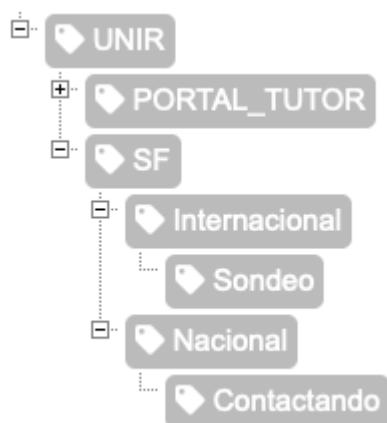 UNIR
PORTAL_TUTOR
SF
Internacional
Sondeo
Nacional
Contactando